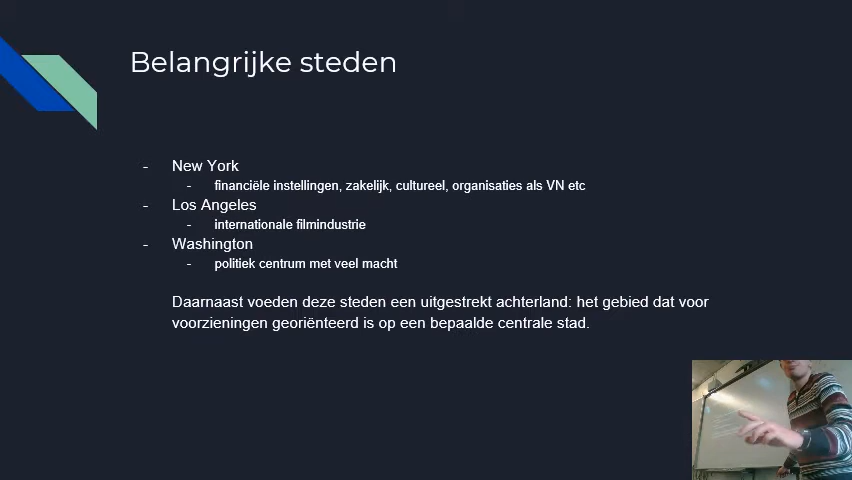 Belangrijke steden
- New York
- financiële instellingen, zakelijk, cultureel, organisaties als VN etc
- Los Angeles
- internationale filmindustrie
- Washington
- politiek centrum met veel macht
Daarnaast voeden deze steden een uitgestrekt achterland: het gebied dat voor
voorzieningen georiënteerd is op een bepaalde centrale stad.